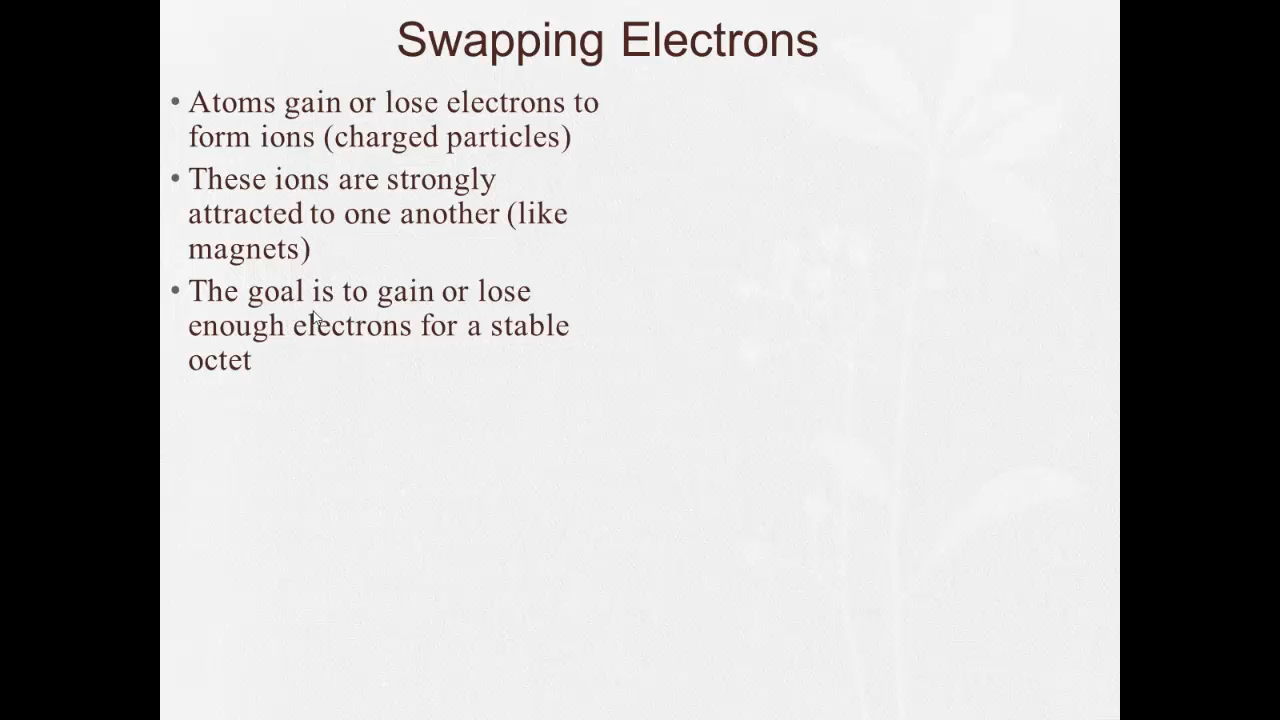 Swapping Electrons
• Atoms gain or lose electrons to
form ions (charged particles)
• These ions are strongly
attracted to one another (like
magnets)
• The goal is to gain or lose
enough electrons for a stable
octet